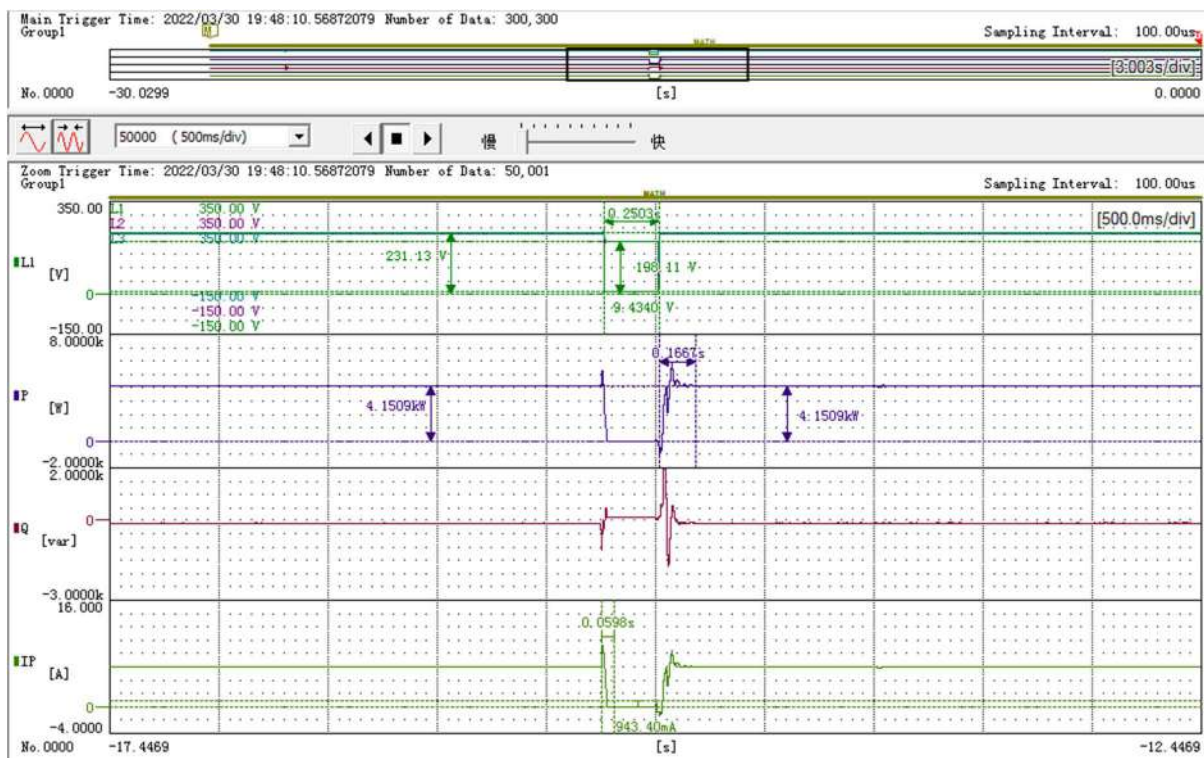 Main Trigger Time: 2022/03/30 19:48:10.56872079 Number of Data: 300,300
Group1
Sampling Interval: 100.00us
MATH
[3.003s/div]
No.0000 -30.0299 [s] 0.0000
50000 ( 500ms/div) 慢 快
Zoom Trigger Time: 2022/03/30 19:48:10.56872079 Number of Data: 50,001
Group1
Sampling Interval: 100.00us
MATH
350.00 L1 350.00 V 0.2503s [500.0ms/div]
L2 350.00 V
L3 350.00 V
231.13 V 198.11 V
L1
[V]
0 -150.00 V 9.4340 V
-150.00 V
-150.00 -150.00 V
8.0000k
0.1667s
P
[W] 4.1509kW 4.1509kW
0
-2.0000k
2.0000k
0
Q
[var]
-3.0000k
16.000
0.0598s
IP
[A]
0
943.40mA
-4.0000
No.0000 -17.4469 [s] -12.4469